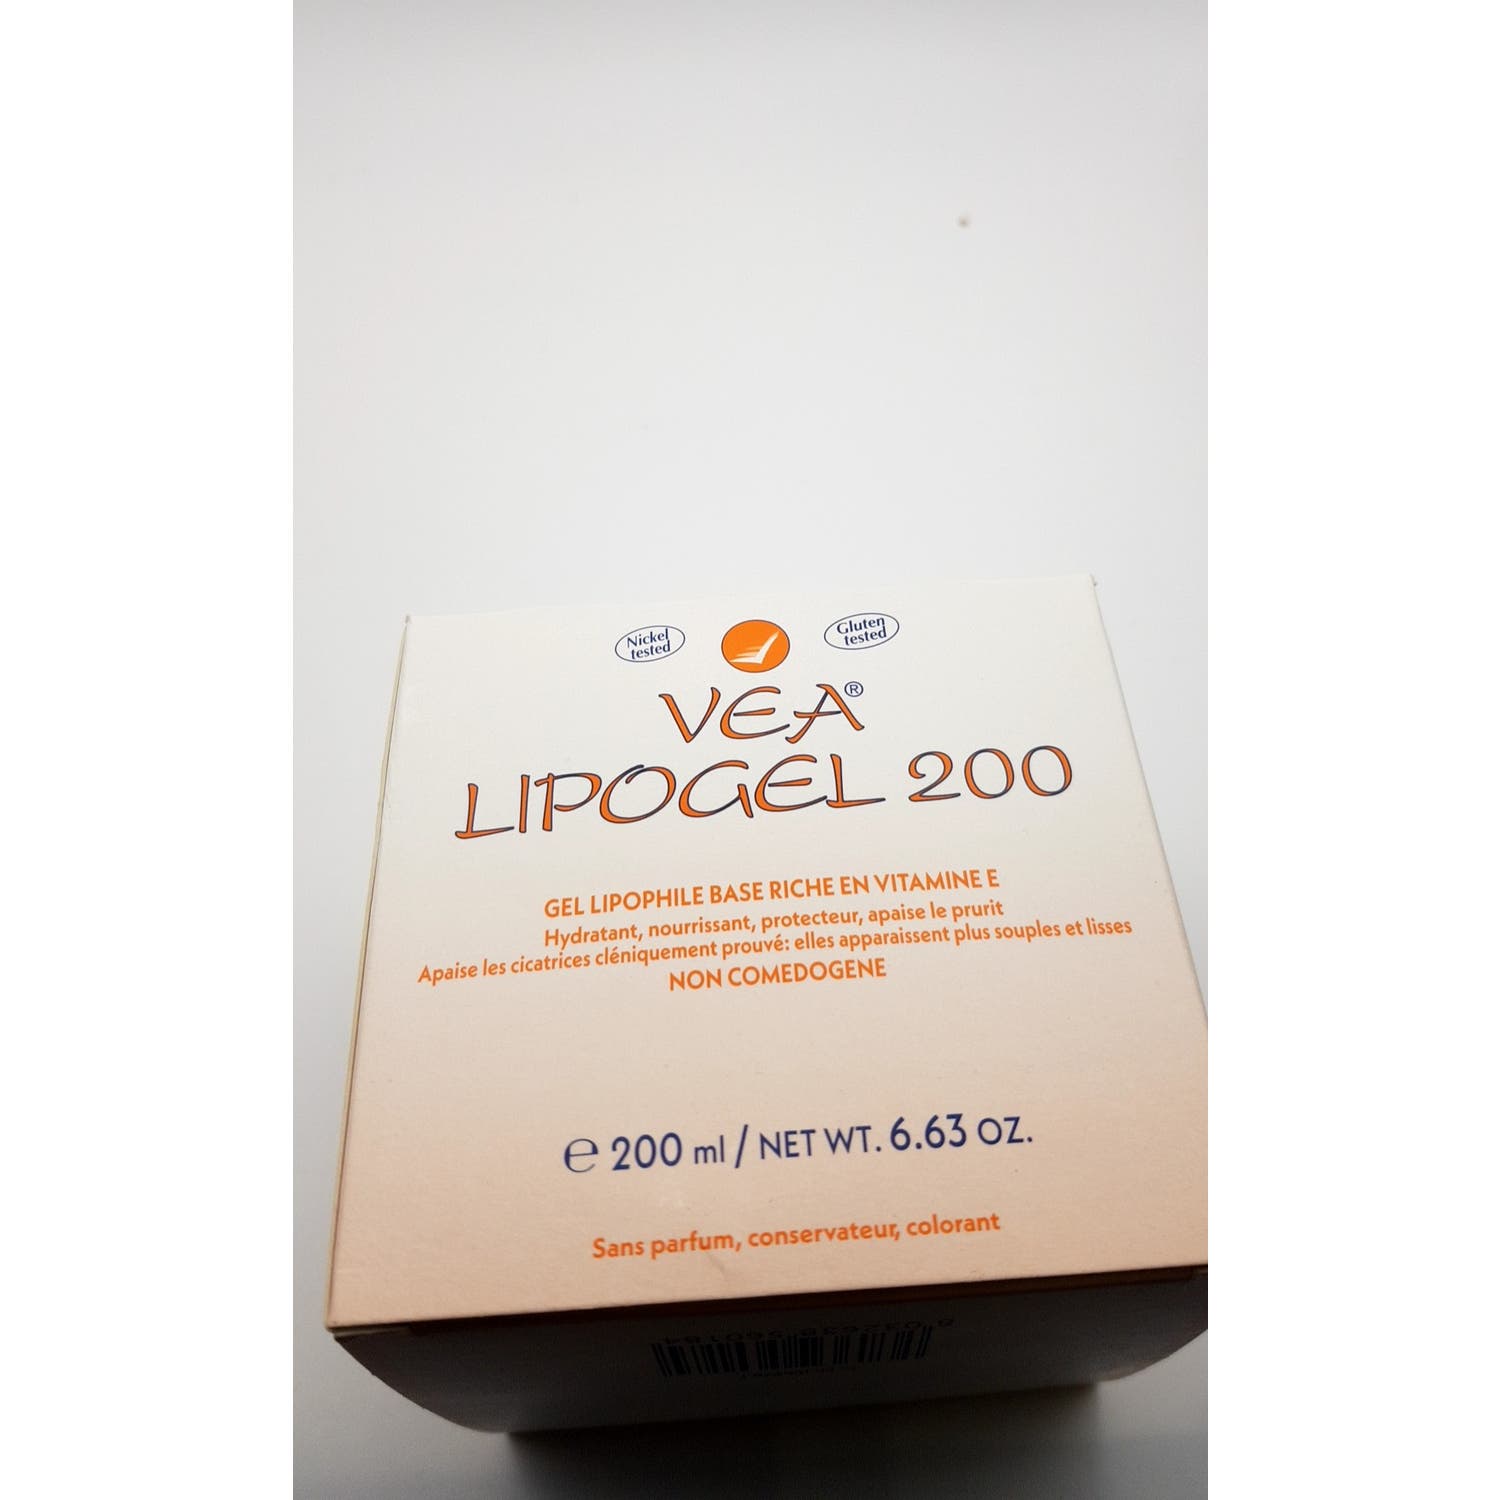 Nickel
tested
Gluten
tested
VEA®
LIPOGEL 200
GEL LIPOPHILE BASE RICHE EN VITAMINE E
Hydratant, nourrissant, protecteur, apaise le prurit
Apaise les cicatrices cléniquement prouvé: elles apparaissent plus souples et lisses
NON COMEDOGENE
℮ 200 ml / NET WT. 6.63 OZ.
Sans parfum, conservateur, colorant